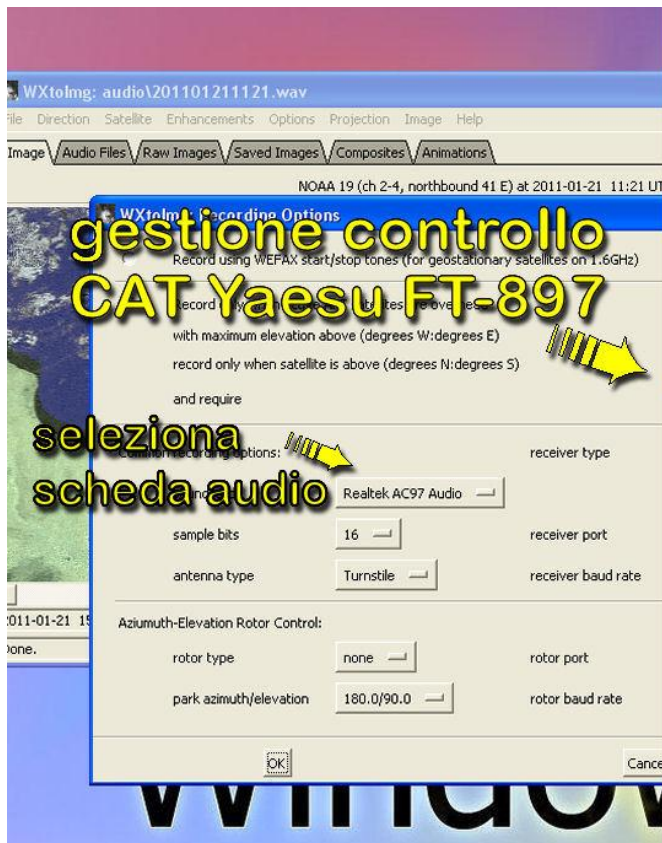 WXtoImg: audio\201101211121.wav
File Direction Satellite Enhancements Options Projection Image Help
Image Audio Files Raw Images Saved Images Composites Animations
NOAA 19 (ch 2-4, northbound 41 E) at 2011-01-21 11:21 UT
WXtoImg: Recording Options
gestione controllo
Record using WEFAX start/stop tones (for geostationary satellites on 1.6GHz)
CAT Yaesu FT-897
Record only when
with maximum elevation above (degrees W:degrees E)
record only when satellite is above (degrees N:degrees S)
and require
seleziona
Common recording options: receiver type
scheda audio
Realtek AC97 Audio
sample bits 16 receiver port
antenna type Turnstile receiver baud rate
2011-01-21 15
Aziumuth-Elevation Rotor Control:
Done.
rotor type none rotor port
park azimuth/elevation 180.0/90.0 rotor baud rate
OK Cance
Window